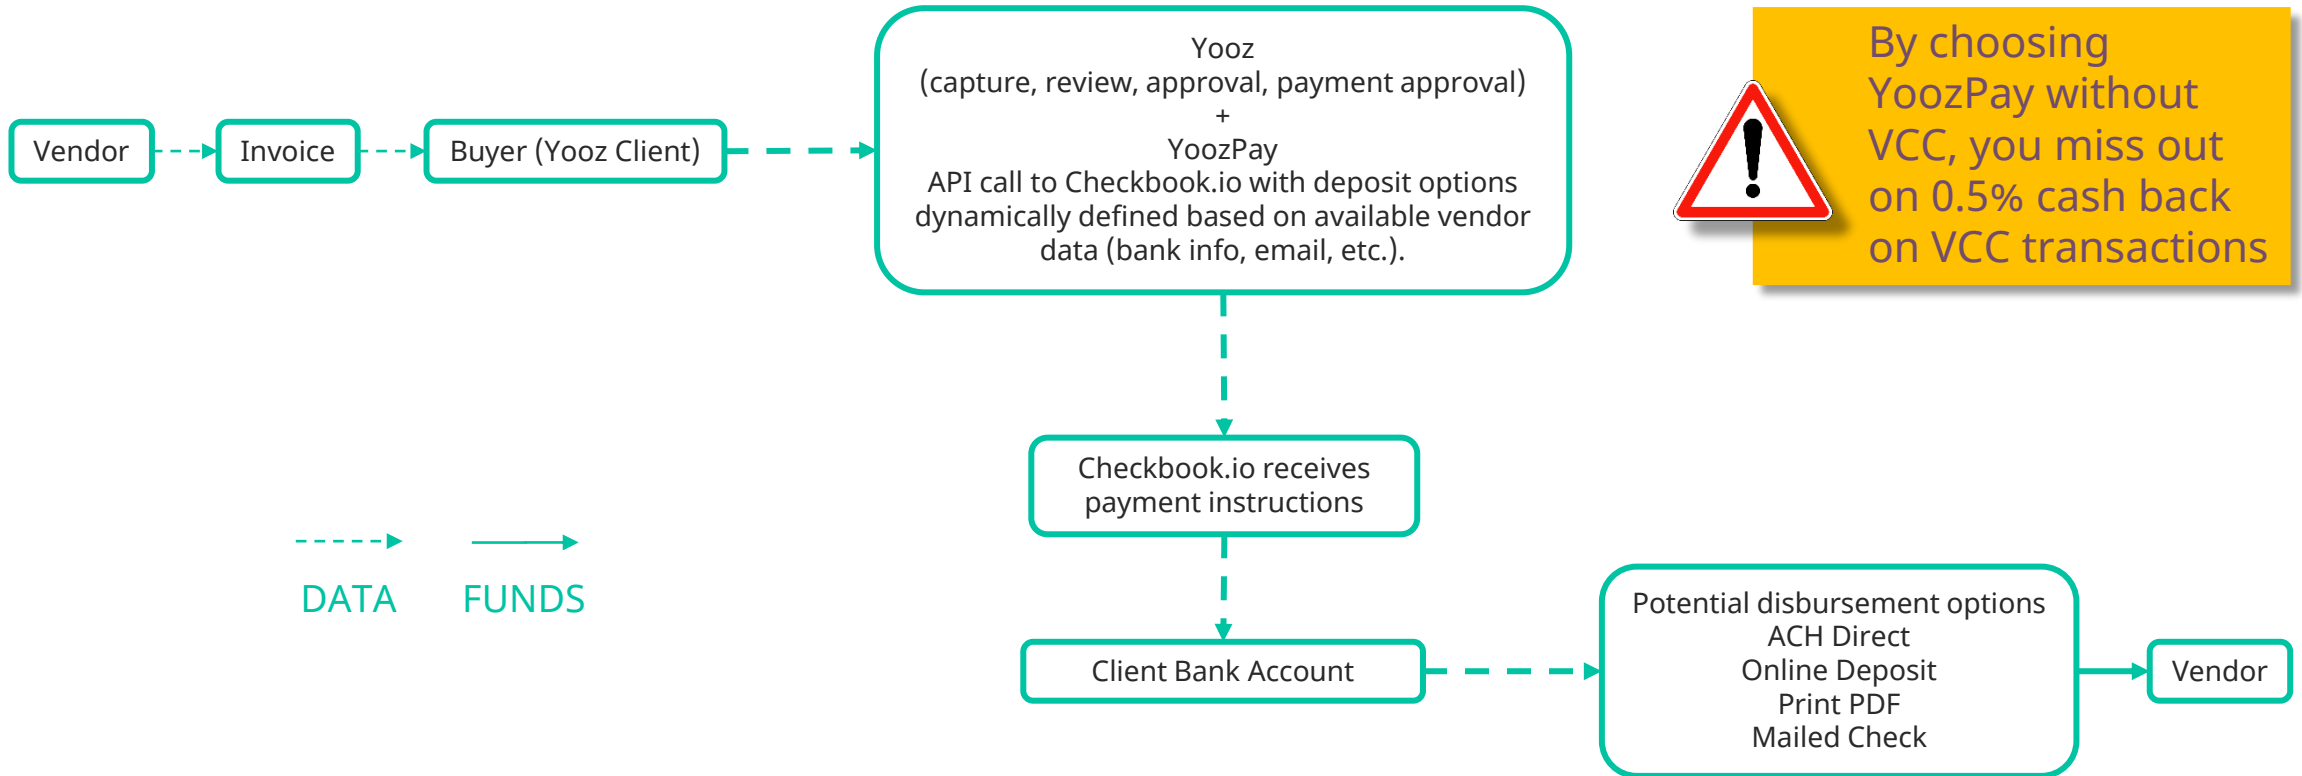 Vendor
Invoice
Buyer (Yooz Client)
Yooz
(capture, review, approval, payment approval)
+
YoozPay
API call to Checkbook.io with deposit options
dynamically defined based on available vendor
data (bank info, email, etc.).
By choosing
YoozPay without
VCC, you miss out
on 0.5% cash back
on VCC transactions
Checkbook.io receives
payment instructions
DATA
FUNDS
Client Bank Account
Potential disbursement options
ACH Direct
Online Deposit
Print PDF
Mailed Check
Vendor